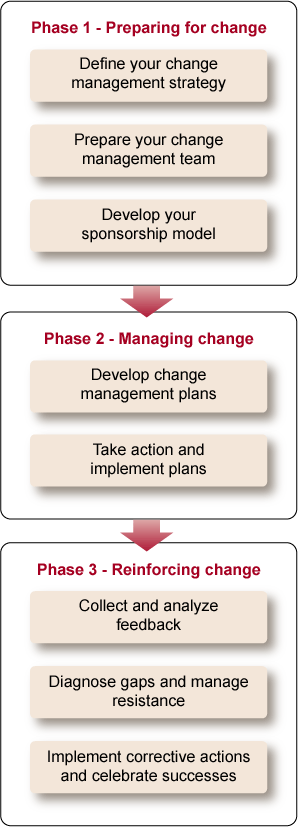 Phase 1 - Preparing for change
Define your change
management strategy
Prepare your change
management team
Develop your
sponsorship model
Phase 2 - Managing change
Develop change
management plans
Take action and
implement plans
Phase 3 - Reinforcing change
Collect and analyze
feedback
Diagnose gaps and manage
resistance
Implement corrective actions
and celebrate successes